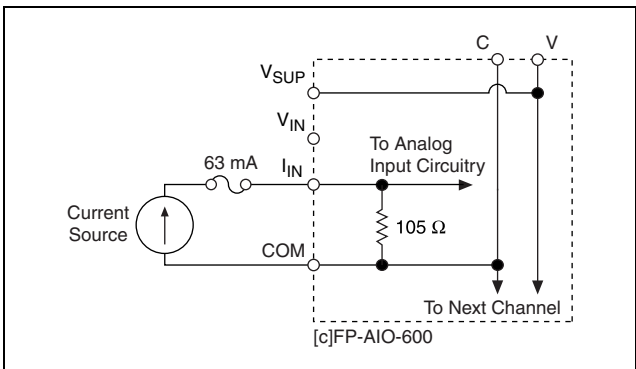 C V
VSUP
VIN
63 mA
IIN
To Analog
Input Circuitry
Current
Source
105 Ω
COM
To Next Channel
[c]FP-AIO-600